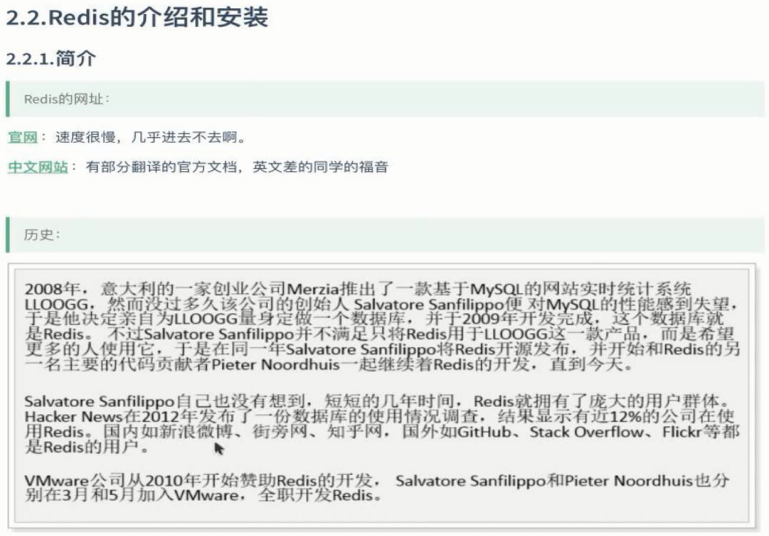 2.2.Redis的介绍和安装
2.2.1.简介
Redis的网址：
官网： 速度很慢，几乎进去不去啊。
中文网站： 有部分翻译的官方文档，英文差的同学的福音
历史：
2008年，意大利的一家创业公司Merzia推出了一款基于MySQL的网站实时统计系统
LLOOGG，然而没过多久该公司的创始人 Salvatore Sanfilippo便 对MySQL的性能感到失望，
于是他决定亲自为LLOOGG量身定做一个数据库，并于2009年开发完成，这个数据库就
是Redis。 不过Salvatore Sanfilippo并不满足只将Redis用于LLOOGG这一款产品，而是希望
更多的人使用它，于是在同一年Salvatore Sanfilippo将Redis开源发布，并开始和Redis的另
一名主要的代码贡献者Pieter Noordhuis一起继续着Redis的开发，直到今天。
Salvatore Sanfilippo自己也没有想到，短短的几年时间，Redis就拥有了庞大的用户群体。
Hacker News在2012年发布了一份数据库的使用情况调查，结果显示有近12%的公司在使
用Redis。国内如新浪微博、街旁网、知乎网，国外如GitHub、Stack Overflow、Flickr等都
是Redis的用户。
VMware公司从2010年开始赞助Redis的开发， Salvatore Sanfilippo和Pieter Noordhuis也分
别在3月和5月加入VMware，全职开发Redis。